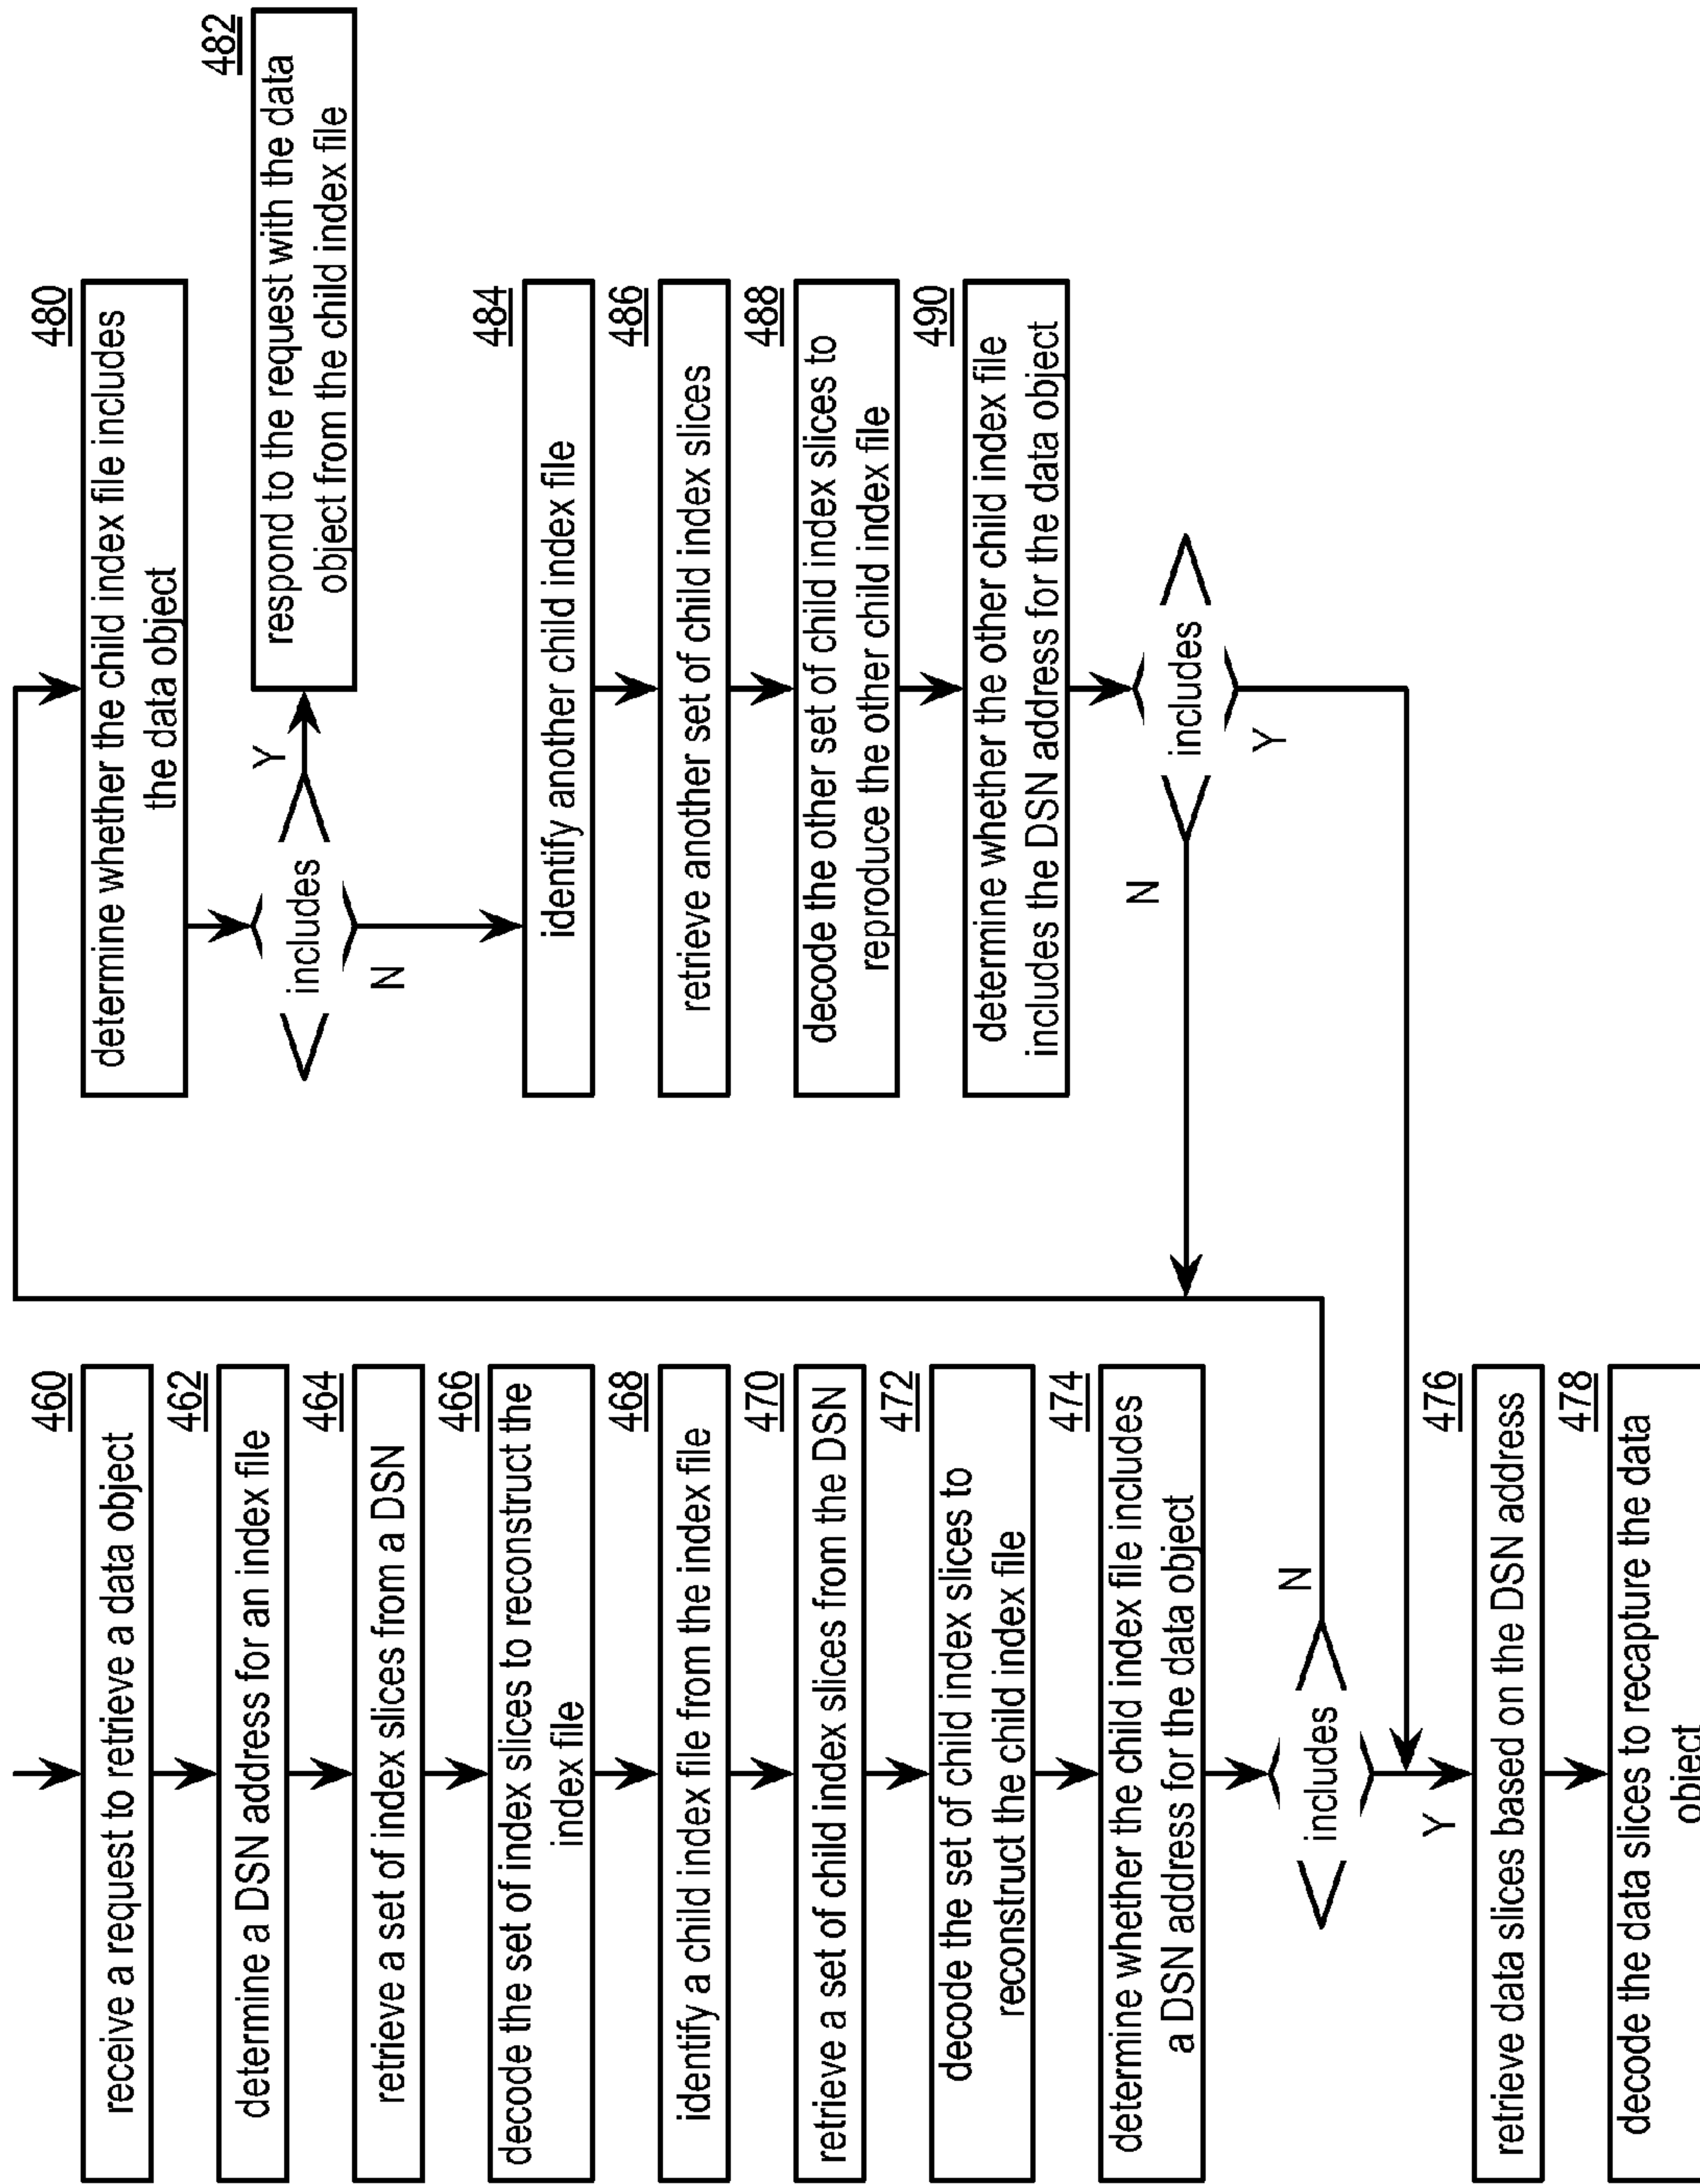 460
receive a request to retrieve a data object
462
determine a DSN address for an index file
464
retrieve a set of index slices from a DSN
466
decode the set of index slices to reconstruct the
index file
468
identify a child index file from the index file
470
retrieve a set of child index slices from the DSN
472
decode the set of child index slices to
reconstruct the child index file
474
determine whether the child index file includes
a DSN address for the data object
includes
N
Y
476
retrieve data slices based on the DSN address
478
decode the data slices to recapture the data
object
480
determine whether the child index file includes
the data object
includes
Y
N
482
respond to the request with the data
object from the child index file
484
identify another child index file
486
retrieve another set of child index slices
488
decode the other set of child index slices to
reproduce the other child index file
490
determine whether the other child index file
includes the DSN address for the data object
includes
N
Y